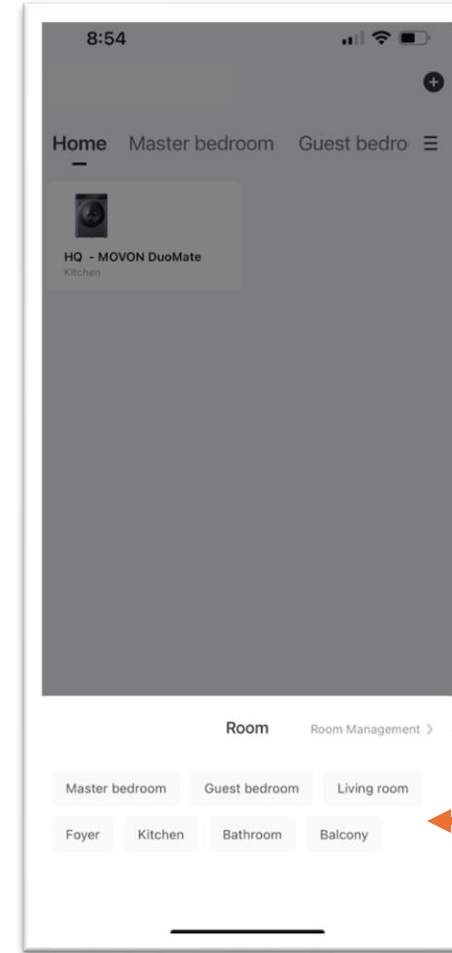 8:54
Home Master bedroom Guest bedro
HQ - MOVON DuoMate
Kitchen
Room Room Management >
Master bedroom Guest bedroom Living room
Foyer Kitchen Bathroom Balcony